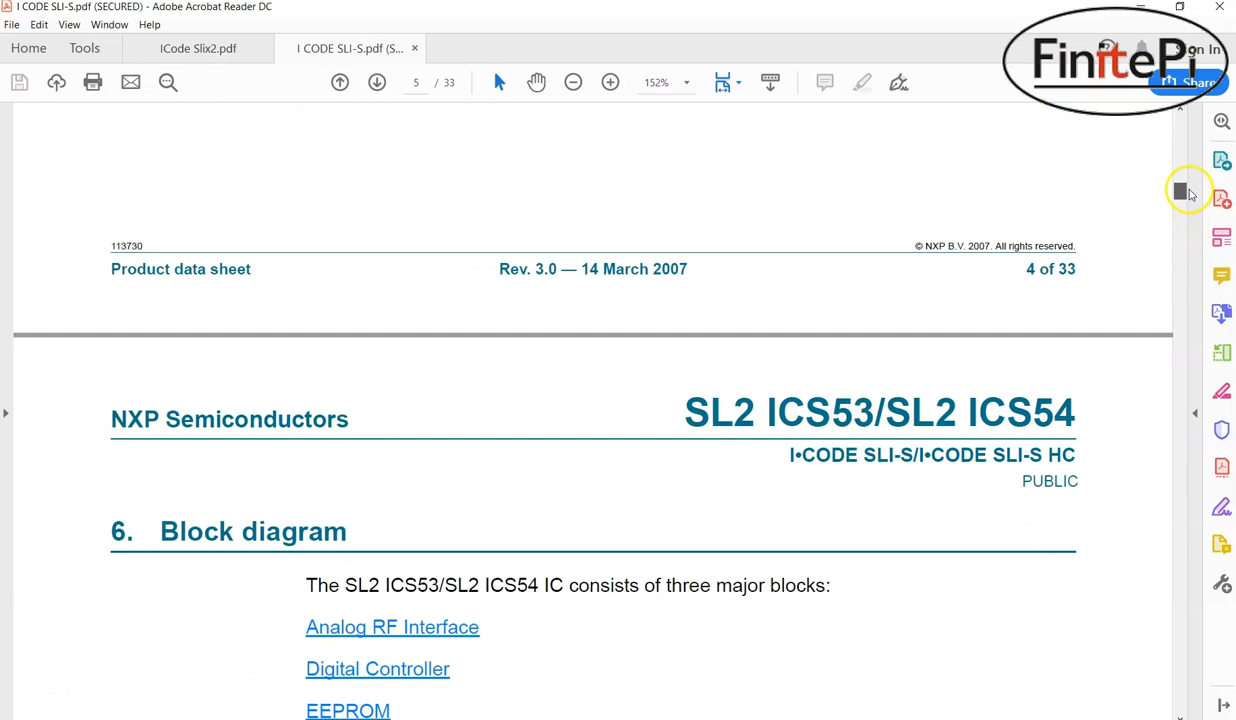 I CODE SLI-S.pdf (SECURED) - Adobe Acrobat Reader DC
File Edit View Window Help
Home Tools ICode Slix2.pdf I CODE SLI-S.pdf (S... × Sign In
FinitePi
5 / 33 152% Share
113730 © NXP B.V. 2007. All rights reserved.
Product data sheet Rev. 3.0 — 14 March 2007 4 of 33
NXP Semiconductors SL2 ICS53/SL2 ICS54
I•CODE SLI-S/I•CODE SLI-S HC
PUBLIC
6. Block diagram
The SL2 ICS53/SL2 ICS54 IC consists of three major blocks:
Analog RF Interface
Digital Controller
EEPROM